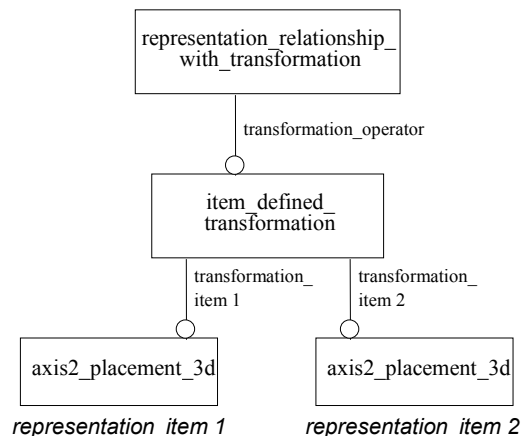 representation_relationship_
with_transformation
transformation_operator
item_defined_
transformation
transformation_
item 1
transformation_
item 2
axis2_placement_3d
axis2_placement_3d
representation item 1
representation item 2